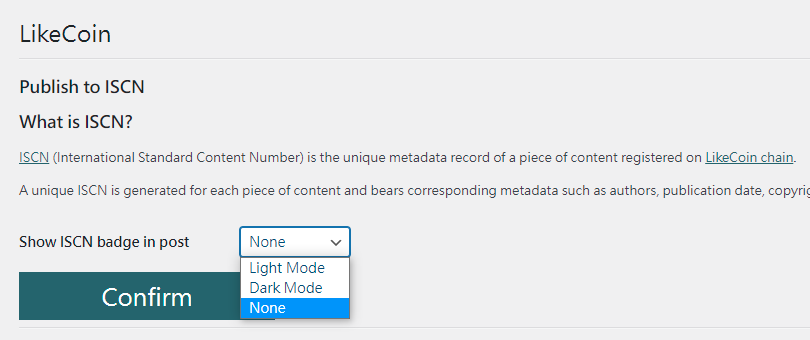 LikeCoin
Publish to ISCN
What is ISCN?
ISCN (International Standard Content Number) is the unique metadata record of a piece of content registered on LikeCoin chain.
A unique ISCN is generated for each piece of content and bears corresponding metadata such as authors, publication date, copyrig
Show ISCN badge in post
None
Light Mode
Dark Mode
None
Confirm